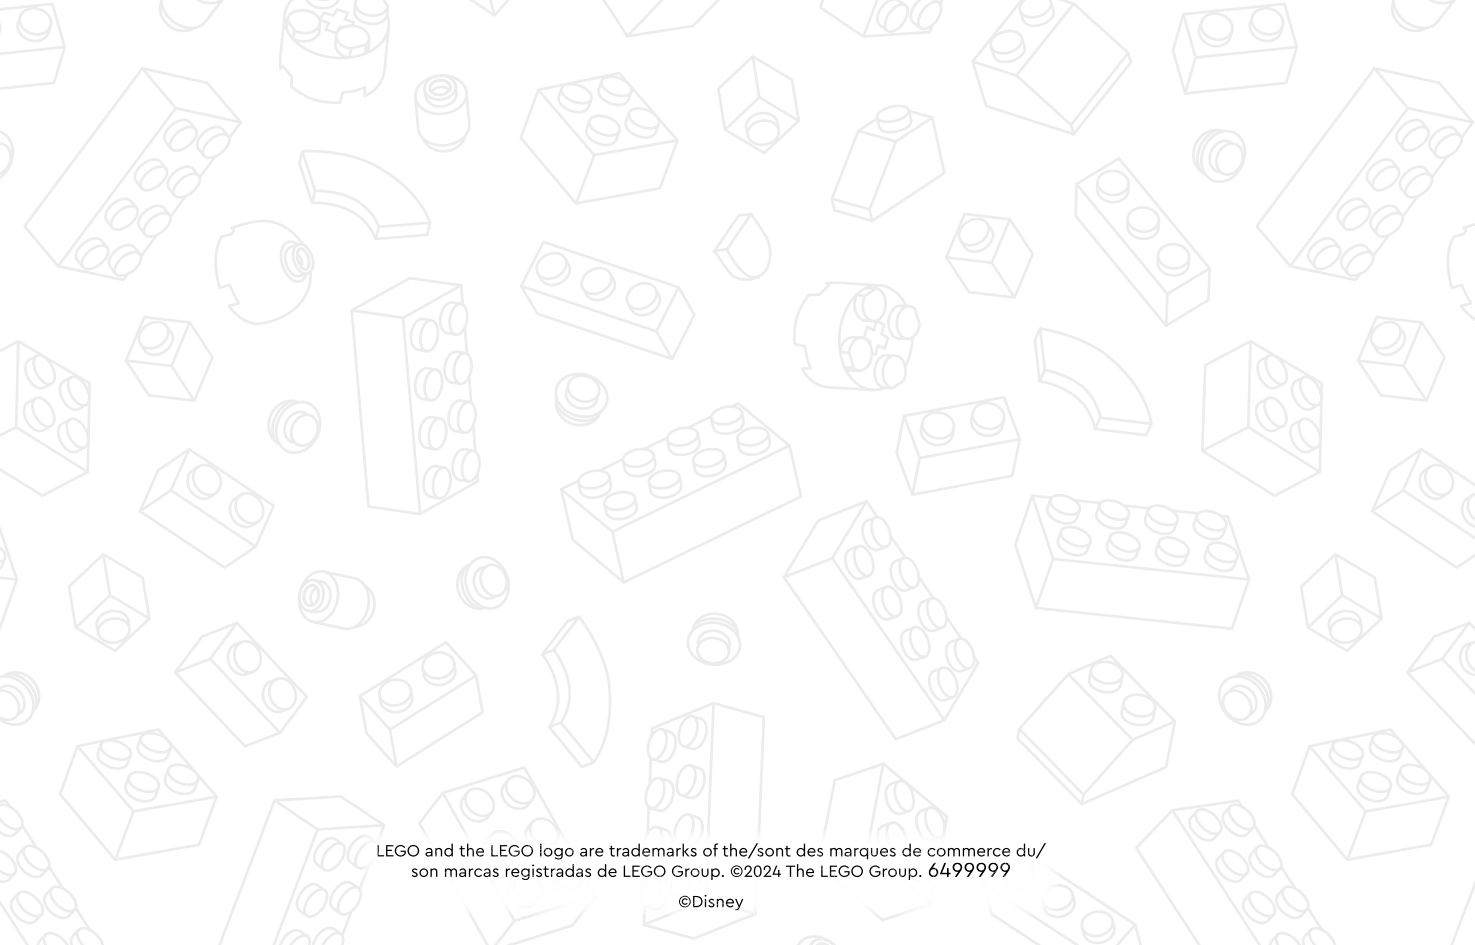 LEGO and the LEGO logo are trademarks of the/sont des marques de commerce du/
son marcas registradas de LEGO Group. ©2024 The LEGO Group. 6499999
©Disney